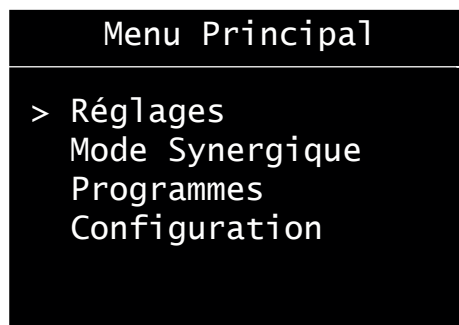 Menu Principal
> Réglages
Mode Synergique
Programmes
Configuration